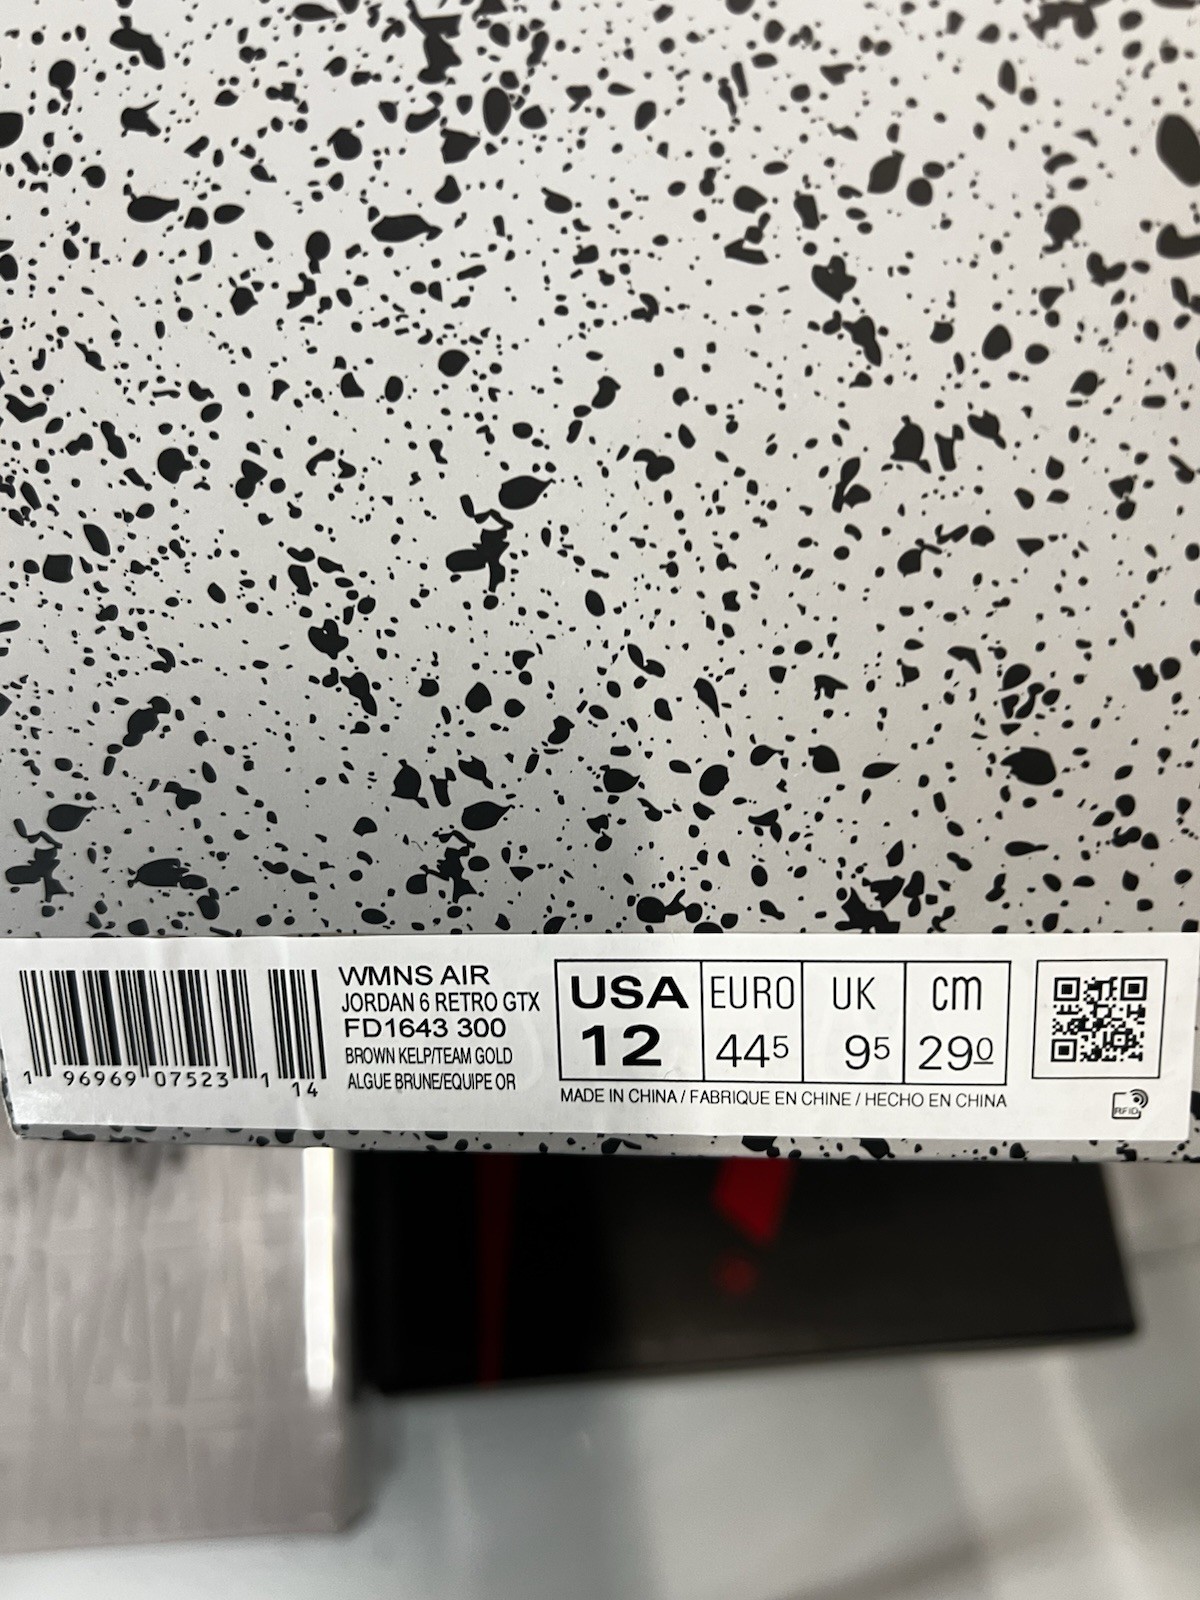 1 96969 07523 1 14
WMNS AIR
JORDAN 6 RETRO GTX
FD1643 300
BROWN KELP/TEAM GOLD
ALGUE BRUNE/EQUIPE OR
USA EURO UK cm
12 445 95 290
MADE IN CHINA / FABRIQUE EN CHINE / HECHO EN CHINA
RFID